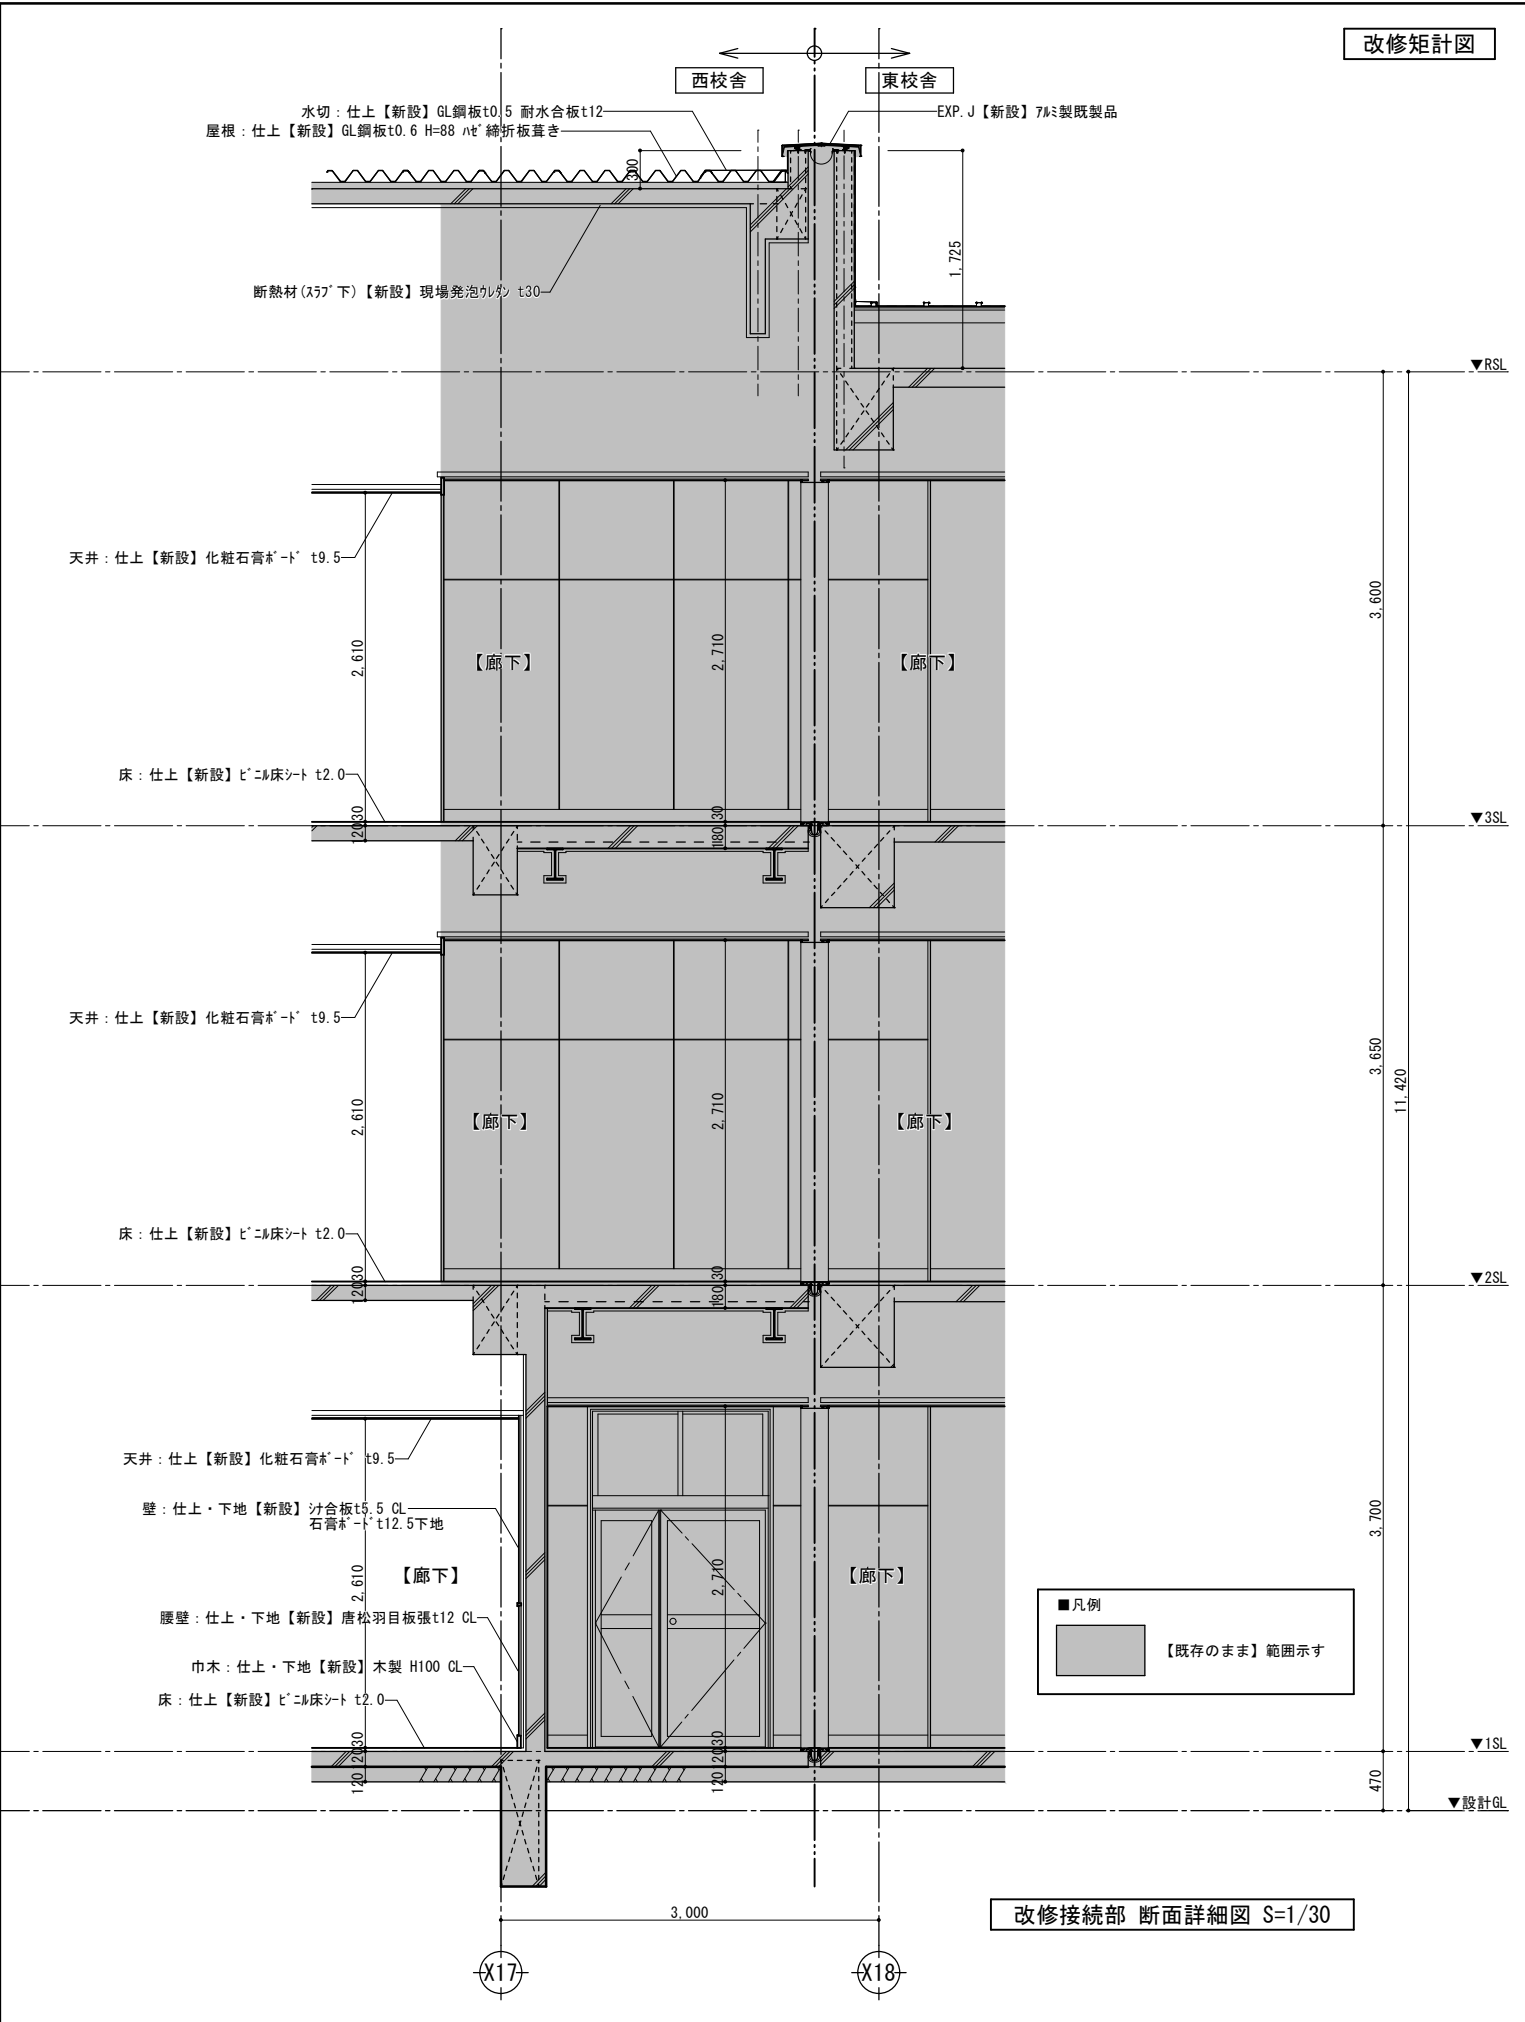 改修矩計図
西校舎
東校舎
水切：仕上【新設】GL鋼板t0.5 耐水合板t12
EXP.J【新設】ｱﾙﾐ製既製品
屋根：仕上【新設】GL鋼板t0.6 H=88 ﾊｾﾞ締折板葺き
300
1,725
断熱材(ｽﾗﾌﾞ下)【新設】現場発泡ｳﾚﾀﾝ t30
▼RSL
天井：仕上【新設】化粧石膏ﾎﾞｰﾄﾞ t9.5
3,600
2,610
【廊下】
2,710
【廊下】
床：仕上【新設】ﾋﾞﾆﾙ床ｼｰﾄ t2.0
30
120
30
180
▼3SL
天井：仕上【新設】化粧石膏ﾎﾞｰﾄﾞ t9.5
3,650
11,420
2,610
【廊下】
2,710
【廊下】
床：仕上【新設】ﾋﾞﾆﾙ床ｼｰﾄ t2.0
30
120
30
180
▼2SL
天井：仕上【新設】化粧石膏ﾎﾞｰﾄﾞ t9.5
壁：仕上・下地【新設】ｼﾅ合板t5.5 CL
石膏ﾎﾞｰﾄﾞt12.5下地
3,700
2,610
【廊下】
2,710
【廊下】
■凡例
【既存のまま】範囲示す
腰壁：仕上・下地【新設】唐松羽目板張t12 CL
巾木：仕上・下地【新設】木製 H100 CL
床：仕上【新設】ﾋﾞﾆﾙ床ｼｰﾄ t2.0
30
120
120
30
120
120
▼1SL
470
▼設計GL
3,000
改修接続部 断面詳細図 S=1/30
X17
X18